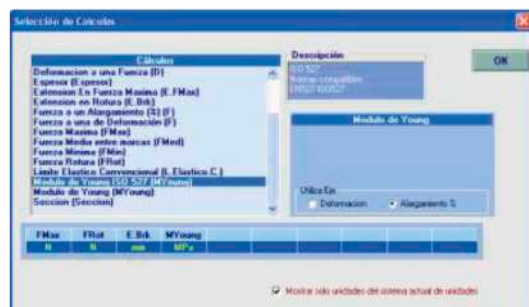 Selección de Calculos
Cálculos
Deformacion a una Fuerza (D)
Espesor (Espesor)
Extension En Fuerza Maxima (E.FMax)
Extension en Rotura (E.Brk)
Fuerza a un Alargamiento (%) (F)
Fuerza a una de Deformación (F)
Fuerza Maxima (FMax)
Fuerza Media entre marcas (FMed)
Fuerza Minima (FMin)
Fuerza Rotura (FRot)
Limite Elastico Convencional (L.Elastico C.)
Modulo de Young ISO 527 (MYoung)
Modulo de Young (MYoung)
Seccion (Seccion)
Descripción
ISO 527
Normas compatibles:
EN527 ISO527
OK
Modulo de Young
Utiliza Eje
Deformacion
Alargamiento %
FMax FRot E.Brk MYoung
N N mm MPa
Mostrar solo unidades del sistema actual de unidades